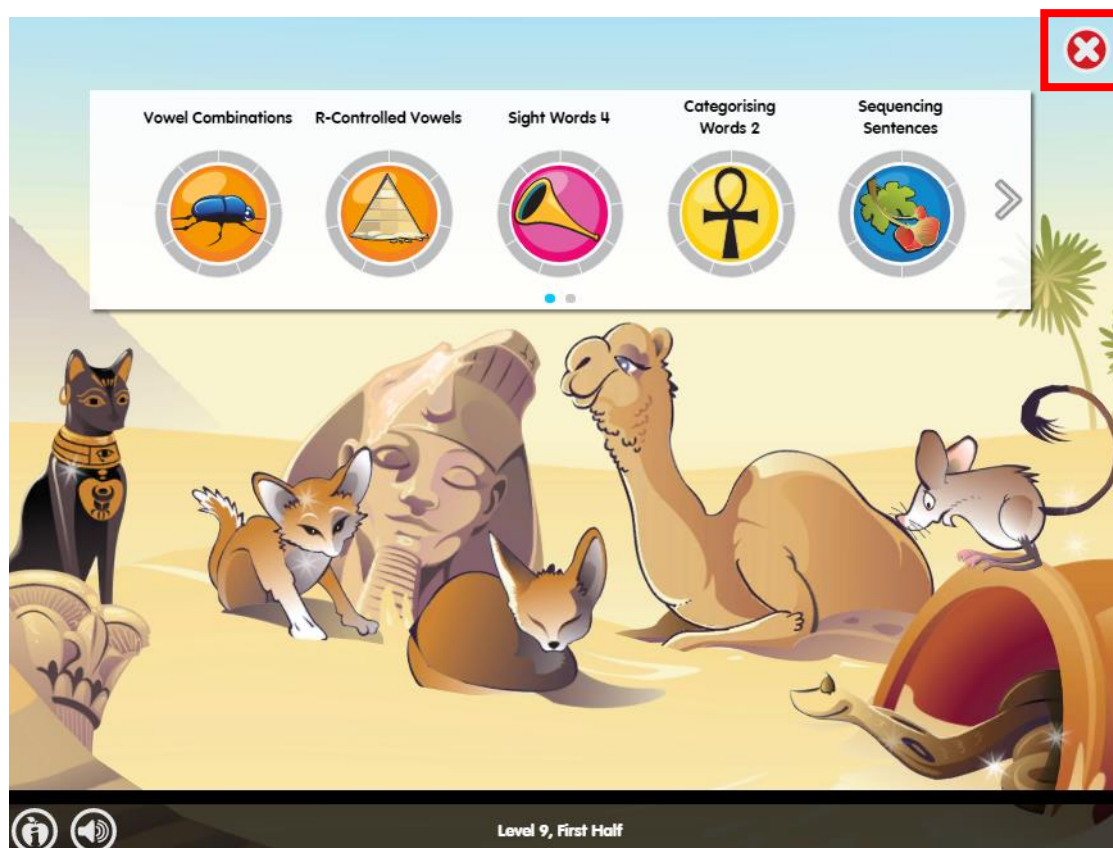 Vowel Combinations
R-Controlled Vowels
Sight Words 4
Categorising
Words 2
Sequencing
Sentences
Level 9, First Half